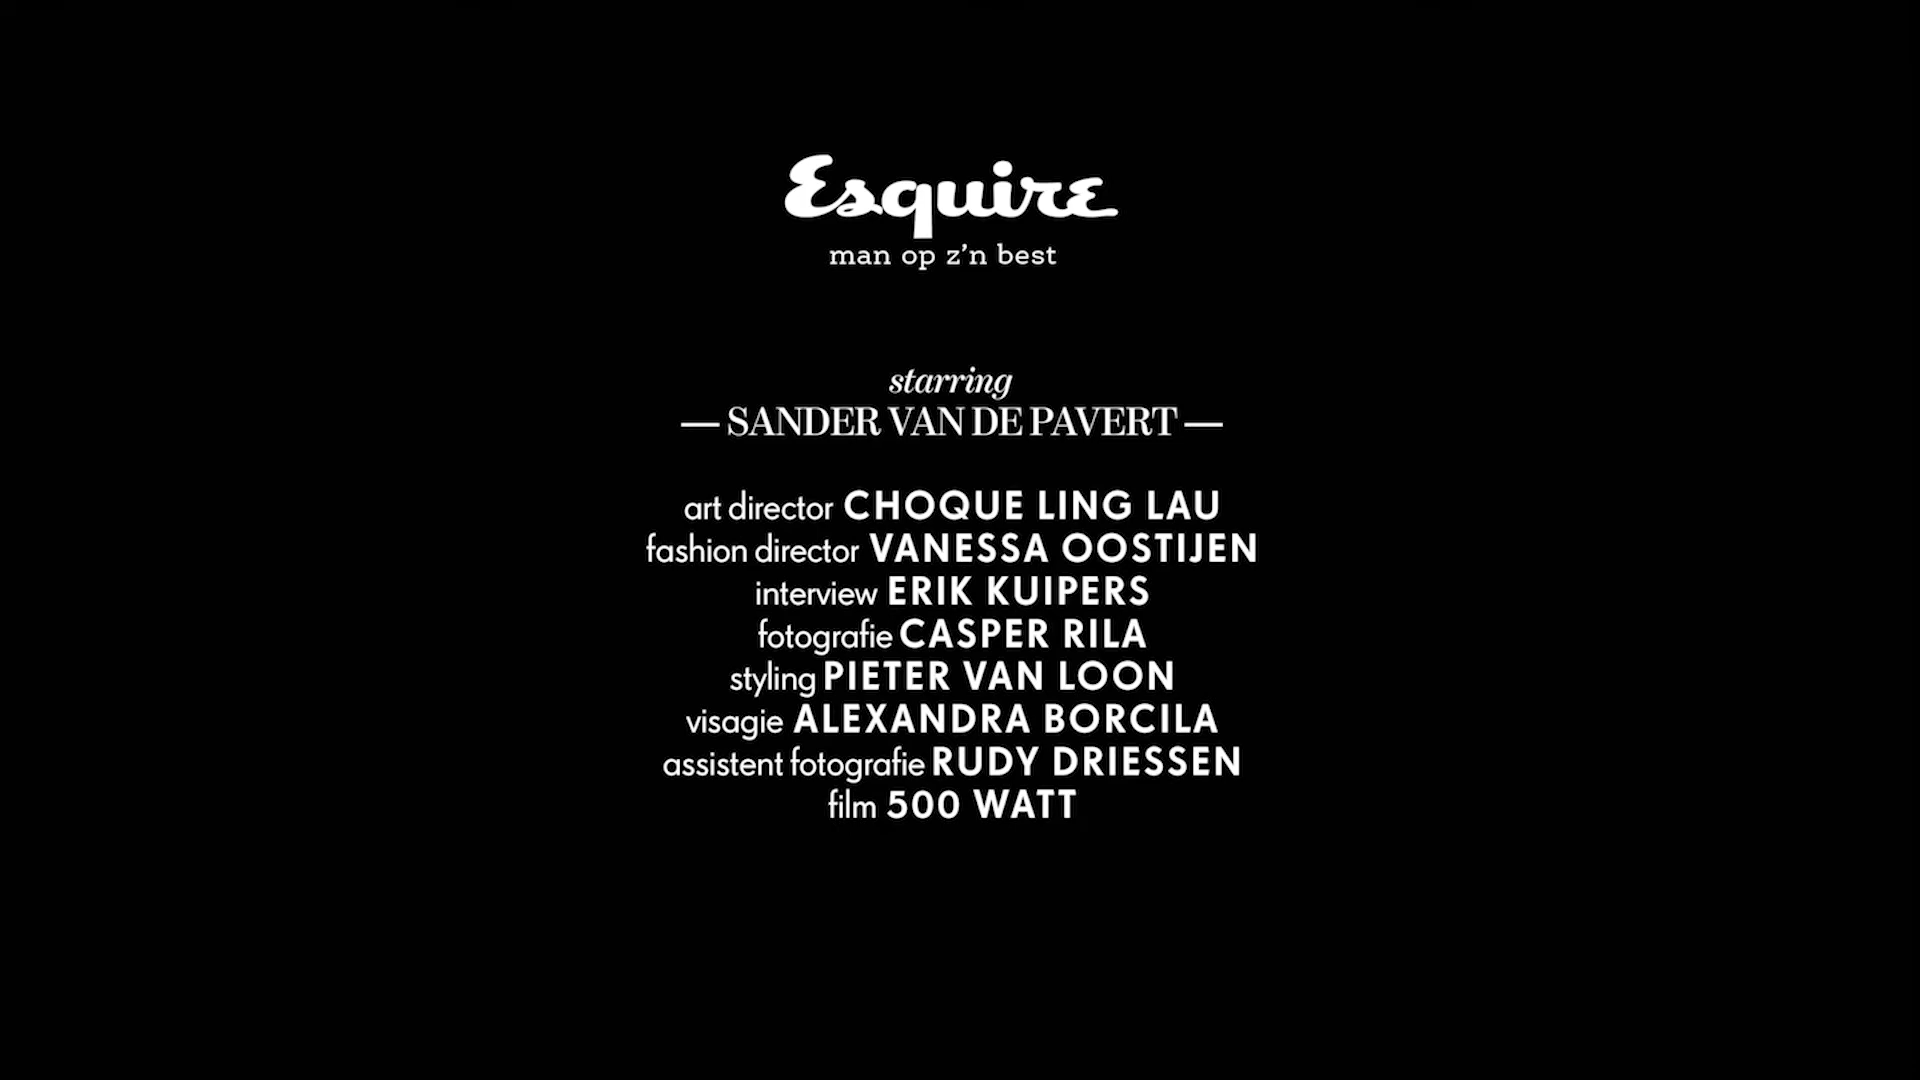 Esquire
man op z’n best
starring
— SANDER VAN DE PAVERT —
art director CHOQUE LING LAU
fashion director VANESSA OOSTIJEN
interview ERIK KUIPERS
fotografie CASPER RILA
styling PIETER VAN LOON
visagie ALEXANDRA BORCILA
assistent fotografie RUDY DRIESSEN
film 500 WATT